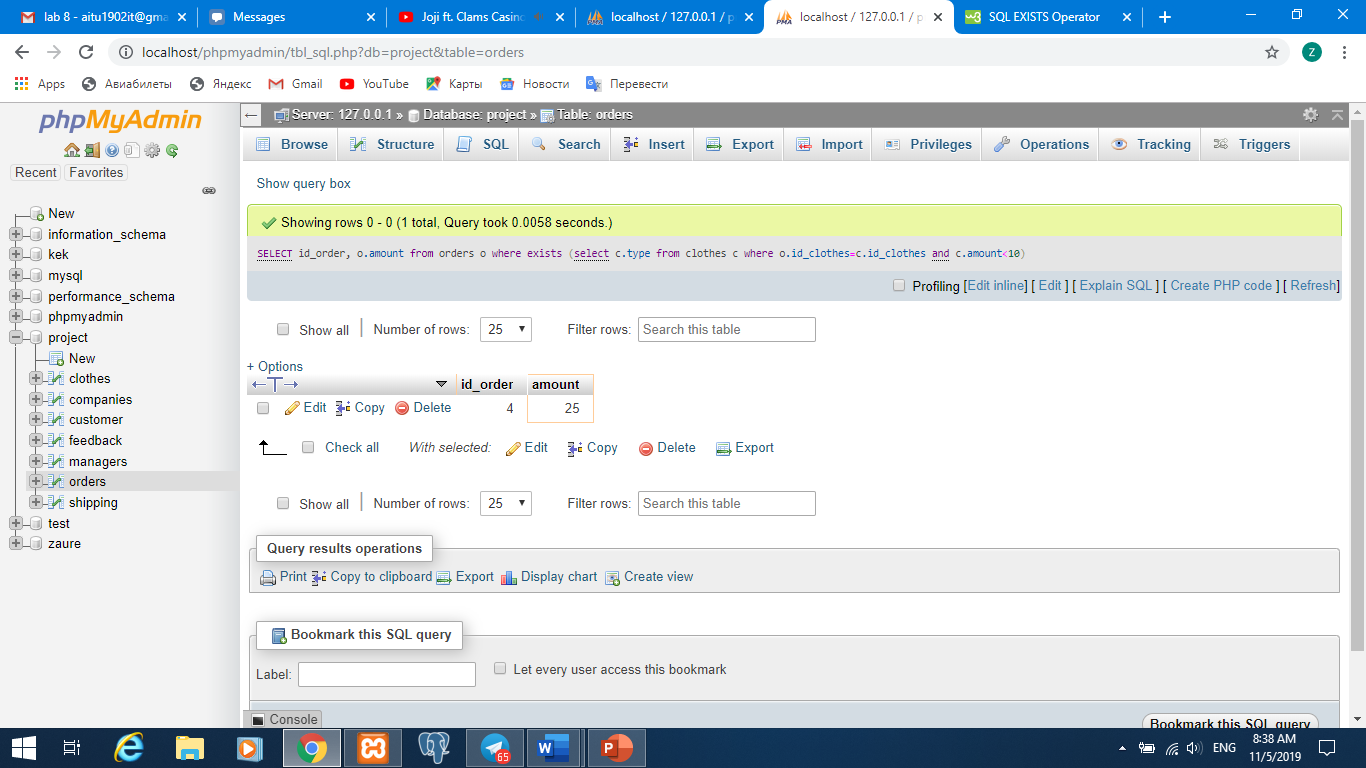 lab 8 - aitu1902it@gma
Messages
Joji ft. Clams Casino
localhost / 127.0.0.1 / p
localhost / 127.0.0.1 / p
SQL EXISTS Operator
localhost/phpmyadmin/tbl_sql.php?db=project&table=orders
Z
Apps
Авиабилеты
Яндекс
Gmail
YouTube
Карты
Новости
Перевести
phpMyAdmin
Recent
Favorites
New
information_schema
kek
mysql
performance_schema
phpmyadmin
project
New
clothes
companies
customer
feedback
managers
orders
shipping
test
zaure
Server: 127.0.0.1 » Database: project » Table: orders
Browse
Structure
SQL
Search
Insert
Export
Import
Privileges
Operations
Tracking
Triggers
Show query box
Showing rows 0 - 0 (1 total, Query took 0.0058 seconds.)
SELECT id_order, o.amount from orders o where exists (select c.type from clothes c where o.id_clothes=c.id_clothes and c.amount<10)
Profiling [Edit inline] [ Edit ] [ Explain SQL ] [ Create PHP code ] [ Refresh]
Show all | Number of rows: 25 Filter rows: Search this table
+ Options
←T→ id_order amount
Edit Copy Delete 4 25
Check all With selected: Edit Copy Delete Export
Show all | Number of rows: 25 Filter rows: Search this table
Query results operations
Print Copy to clipboard Export Display chart Create view
Bookmark this SQL query
Label: Let every user access this bookmark
Console
Bookmark this SQL query
65
ENG
8:38 AM
11/5/2019